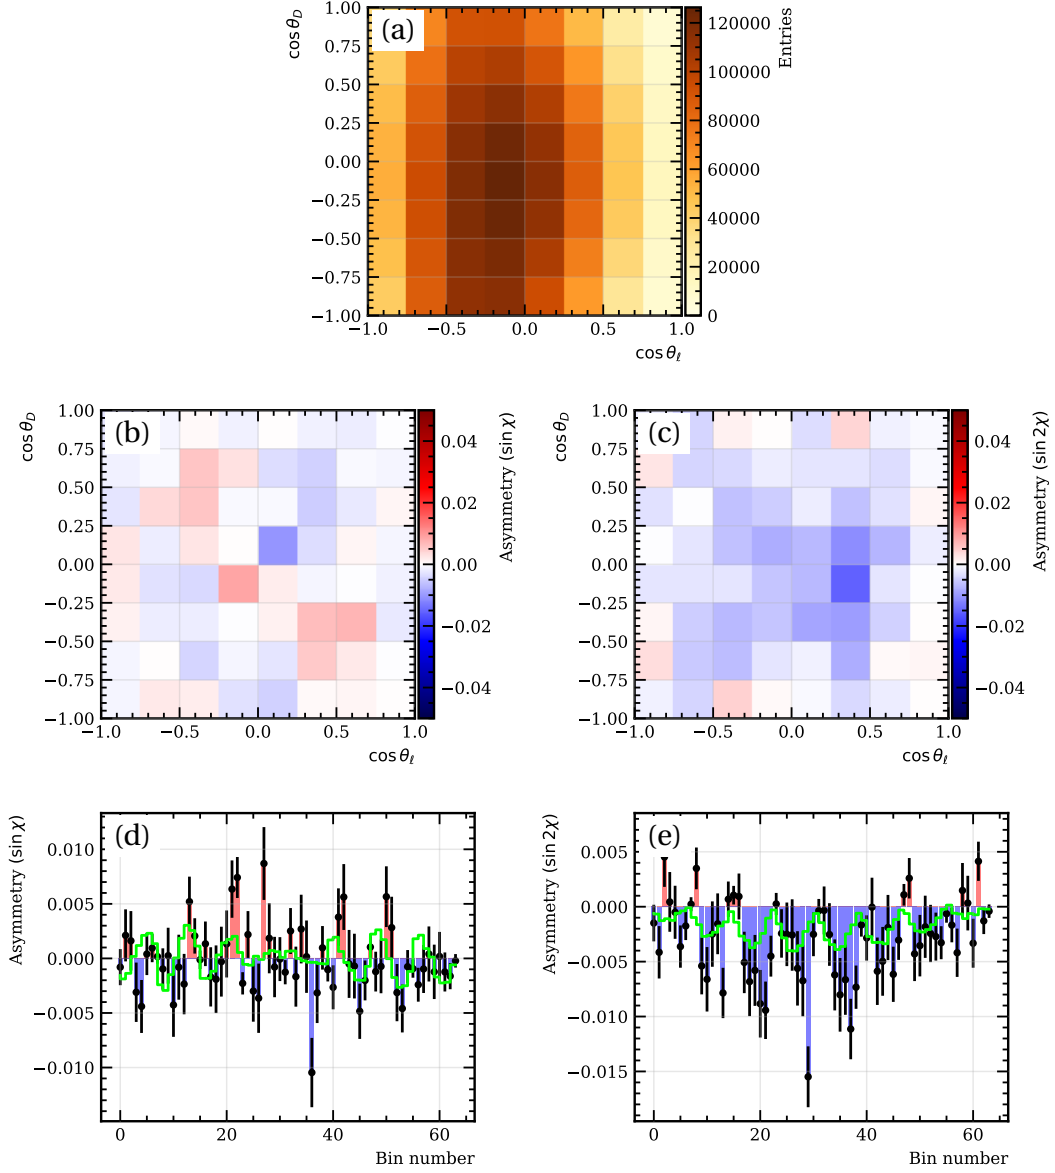 (a)
cos θ_D
1.00
0.75
0.50
0.25
0.00
−0.25
−0.50
−0.75
−1.00
−1.0 −0.5 0.0 0.5 1.0
cos θ_ℓ
120000
100000
80000
60000
40000
20000
0
Entries
(b)
cos θ_D
1.00
0.75
0.50
0.25
0.00
−0.25
−0.50
−0.75
−1.00
−1.0 −0.5 0.0 0.5 1.0
cos θ_ℓ
0.04
0.02
0.00
−0.02
−0.04
Asymmetry (sin χ)
(c)
cos θ_D
1.00
0.75
0.50
0.25
0.00
−0.25
−0.50
−0.75
−1.00
−1.0 −0.5 0.0 0.5 1.0
cos θ_ℓ
0.04
0.02
0.00
−0.02
−0.04
Asymmetry (sin 2χ)
(d)
Asymmetry (sin χ)
0.010
0.005
0.000
−0.005
−0.010
0 20 40 60
Bin number
(e)
Asymmetry (sin 2χ)
0.005
0.000
−0.005
−0.010
−0.015
0 20 40 60
Bin number